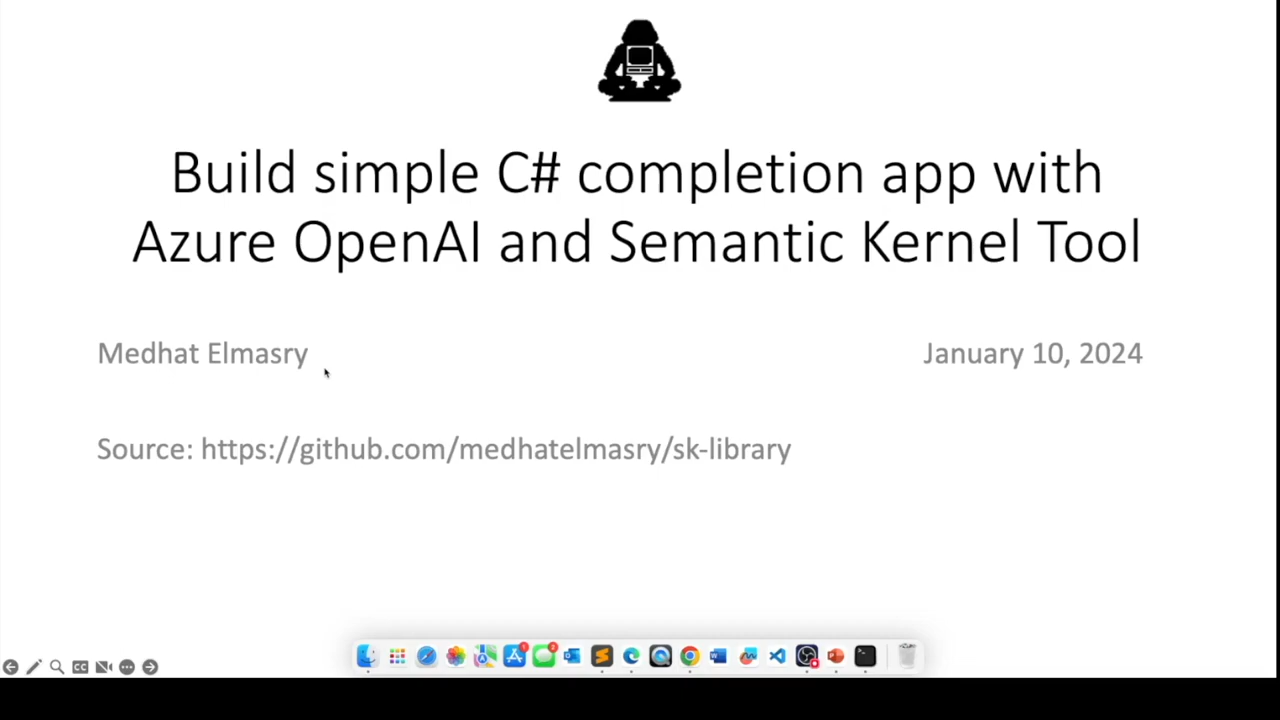 Build simple C# completion app with
Azure OpenAI and Semantic Kernel Tool
Medhat Elmasry
January 10, 2024
Source: https://github.com/medhatelmasry/sk-library